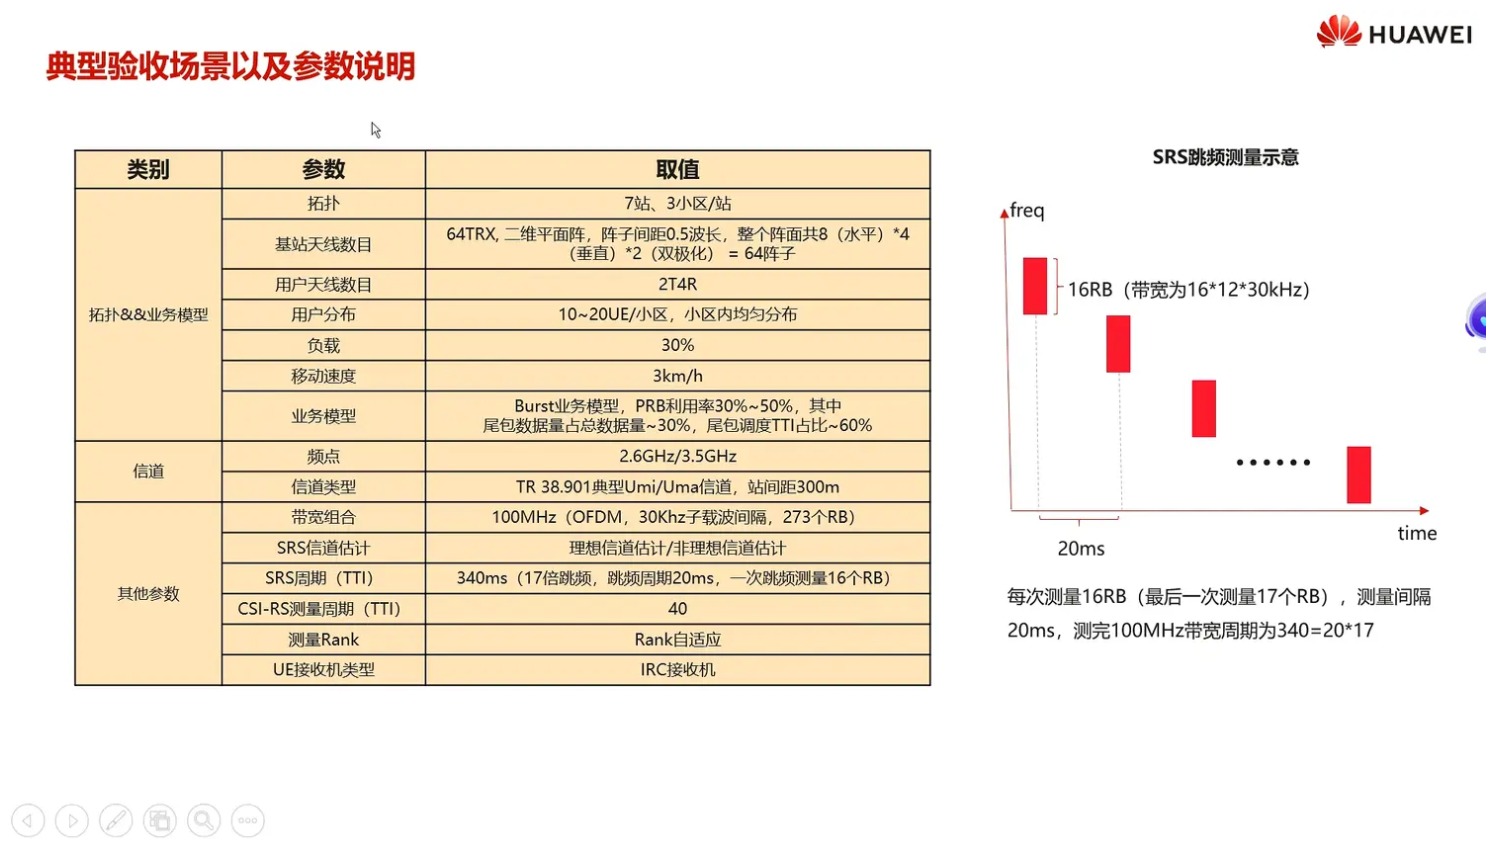 HUAWEI
典型验收场景以及参数说明
类别 参数 取值
拓扑&&业务模型
拓扑 7站、3小区/站
基站天线数目 64TRX, 二维平面阵，阵子间距0.5波长，整个阵面共8（水平）*4
（垂直）*2（双极化） = 64阵子
用户天线数目 2T4R
用户分布 10~20UE/小区，小区内均匀分布
负载 30%
移动速度 3km/h
业务模型 Burst业务模型，PRB利用率30%~50%，其中
尾包数据量占总数据量~30%，尾包调度TTI占比~60%
信道
频点 2.6GHz/3.5GHz
信道类型 TR 38.901典型Umi/Uma信道，站间距300m
其他参数
带宽组合 100MHz（OFDM，30Khz子载波间隔，273个RB）
SRS信道估计 理想信道估计/非理想信道估计
SRS周期（TTI） 340ms（17倍跳频，跳频周期20ms，一次跳频测量16个RB）
CSI-RS测量周期（TTI） 40
测量Rank Rank自适应
UE接收机类型 IRC接收机
SRS跳频测量示意
freq
16RB（带宽为16*12*30kHz）
......
time
20ms
每次测量16RB（最后一次测量17个RB），测量间隔
20ms，测完100MHz带宽周期为340=20*17